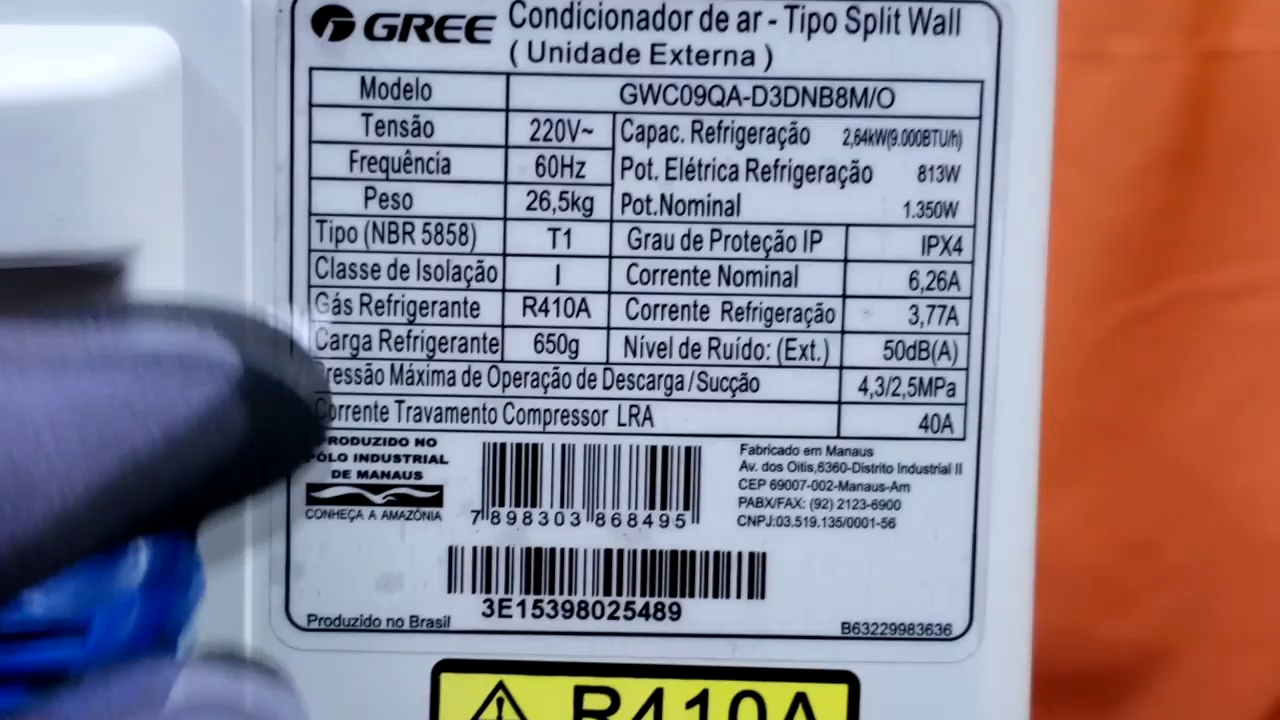 GREE Condicionador de ar - Tipo Split Wall
( Unidade Externa )
Modelo GWC09QA-D3DNB8M/O
Tensão 220V~ Capac. Refrigeração 2,64kW(9.000BTU/h)
Frequência 60Hz Pot. Elétrica Refrigeração 813W
Peso 26,5kg Pot.Nominal 1.350W
Tipo (NBR 5858) T1 Grau de Proteção IP IPX4
Classe de Isolação I Corrente Nominal 6,26A
Gás Refrigerante R410A Corrente Refrigeração 3,77A
Carga Refrigerante 650g Nível de Ruído: (Ext.) 50dB(A)
Pressão Máxima de Operação de Descarga/Sucção 4,3/2,5MPa
Corrente Travamento Compressor LRA 40A
PRODUZIDO NO
PÓLO INDUSTRIAL
DE MANAUS
CONHEÇA A AMAZÔNIA
7898303868495
Fabricado em Manaus
Av. dos Oitis,6360-Distrito Industrial II
CEP 69007-002-Manaus-Am
PABX/FAX: (92) 2123-6900
CNPJ:03.519.135/0001-56
3E15398025489
Produzido no Brasil
B63229983636
R410A